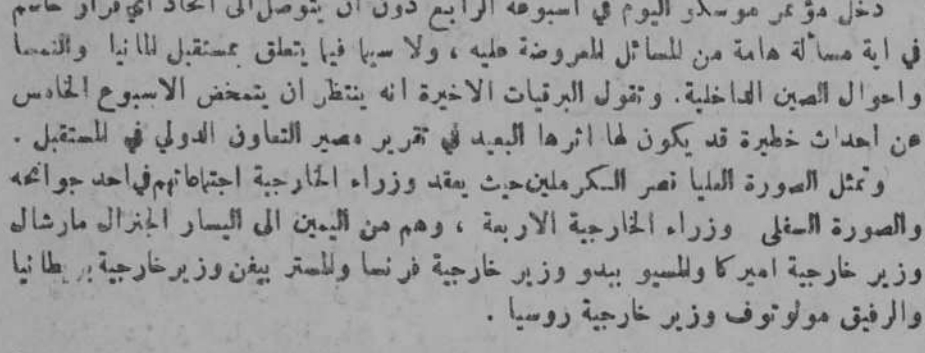 دخل مؤتمر موسكو اليوم في اسبوعه الرابع دون ان يتوصل الى اتخاذ اي قرار حاسم
في اية مسألة هامة من المسائل المعروضة عليه ، ولا سيما فيما يتعلق بمستقبل المانيا والنمسا
واحوال الصين الداخلية. وتقول البرقيات الاخيرة انه ينتظر ان يتمخض الاسبوع الخامس
عن احداث خطيرة قد يكون لها اثرها البعيد في تقرير مصير التعاون الدولي في المستقبل .
وتمثل الصورة العليا قصر السكرملين حيث يعقد وزراء الخارجية اجتماعاتهم في احد جوانحه
والصورة السفلى وزراء الخارجية الاربعة ، وهم من اليمين الى اليسار الجنرال مارشال
وزير خارجية اميركا والمسيو بيدو وزير خارجية فرنسا والمستر بيفن وزير خارجية بريطانيا
والرفيق مولوتوف وزير خارجية روسيا .